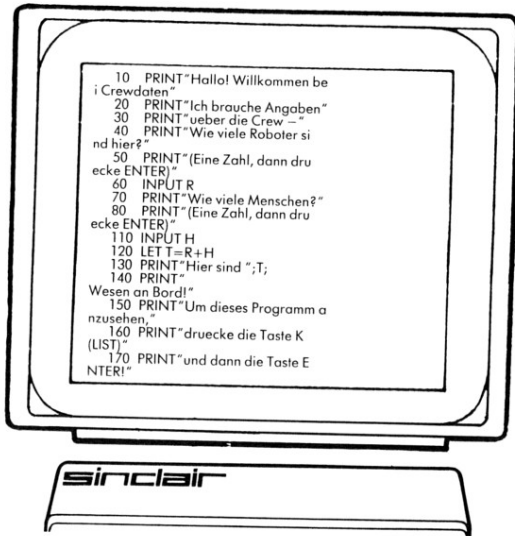 10 PRINT"Hallo! Willkommen be
i Crewdaten"
20 PRINT"Ich brauche Angaben"
30 PRINT"ueber die Crew –"
40 PRINT"Wie viele Roboter si
nd hier?"
50 PRINT"(Eine Zahl, dann dru
ecke ENTER)"
60 INPUT R
70 PRINT"Wie viele Menschen?"
80 PRINT"(Eine Zahl, dann dru
ecke ENTER)"
110 INPUT H
120 LET T=R+H
130 PRINT"Hier sind ";T;
140 PRINT"
Wesen an Bord!"
150 PRINT"Um dieses Programm a
nzusehen,"
160 PRINT"druecke die Taste K
(LIST)"
170 PRINT"und dann die Taste E
NTER!"
sinclair